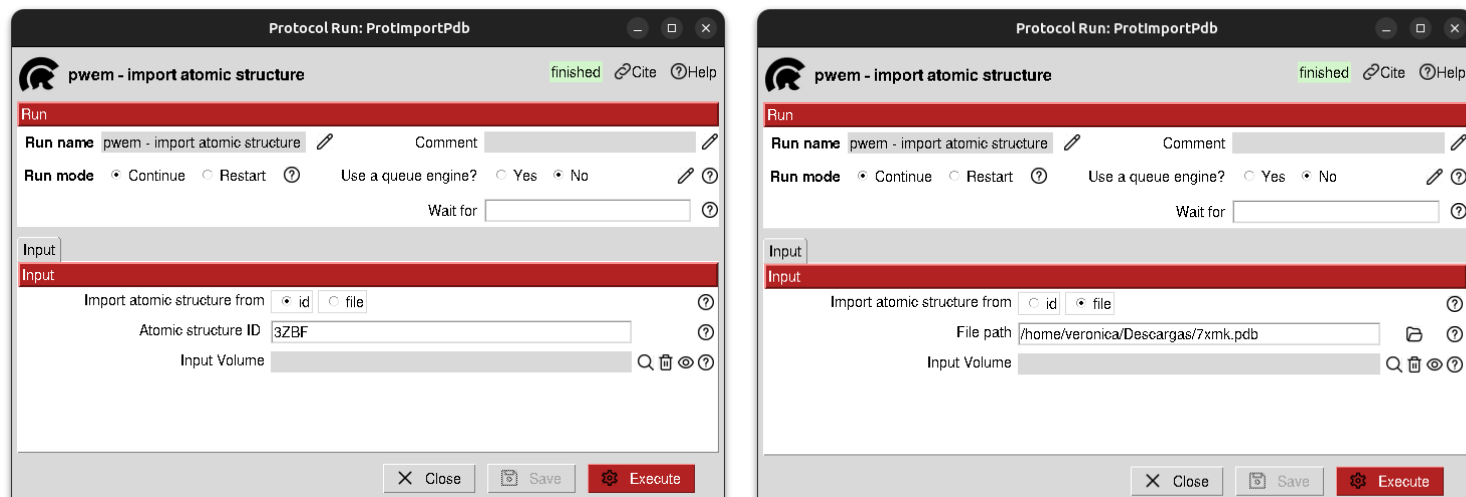 Protocol Run: ProtImportPdb
pwem - import atomic structure
finished Cite Help
Run
Run name pwem - import atomic structure Comment
Run mode Continue Restart Use a queue engine? Yes No
Wait for
Input
Input
Import atomic structure from id file
Atomic structure ID 3ZBF
Input Volume
Close Save Execute
Protocol Run: ProtImportPdb
pwem - import atomic structure
finished Cite Help
Run
Run name pwem - import atomic structure Comment
Run mode Continue Restart Use a queue engine? Yes No
Wait for
Input
Input
Import atomic structure from id file
File path /home/veronica/Descargas/7xmk.pdb
Input Volume
Close Save Execute